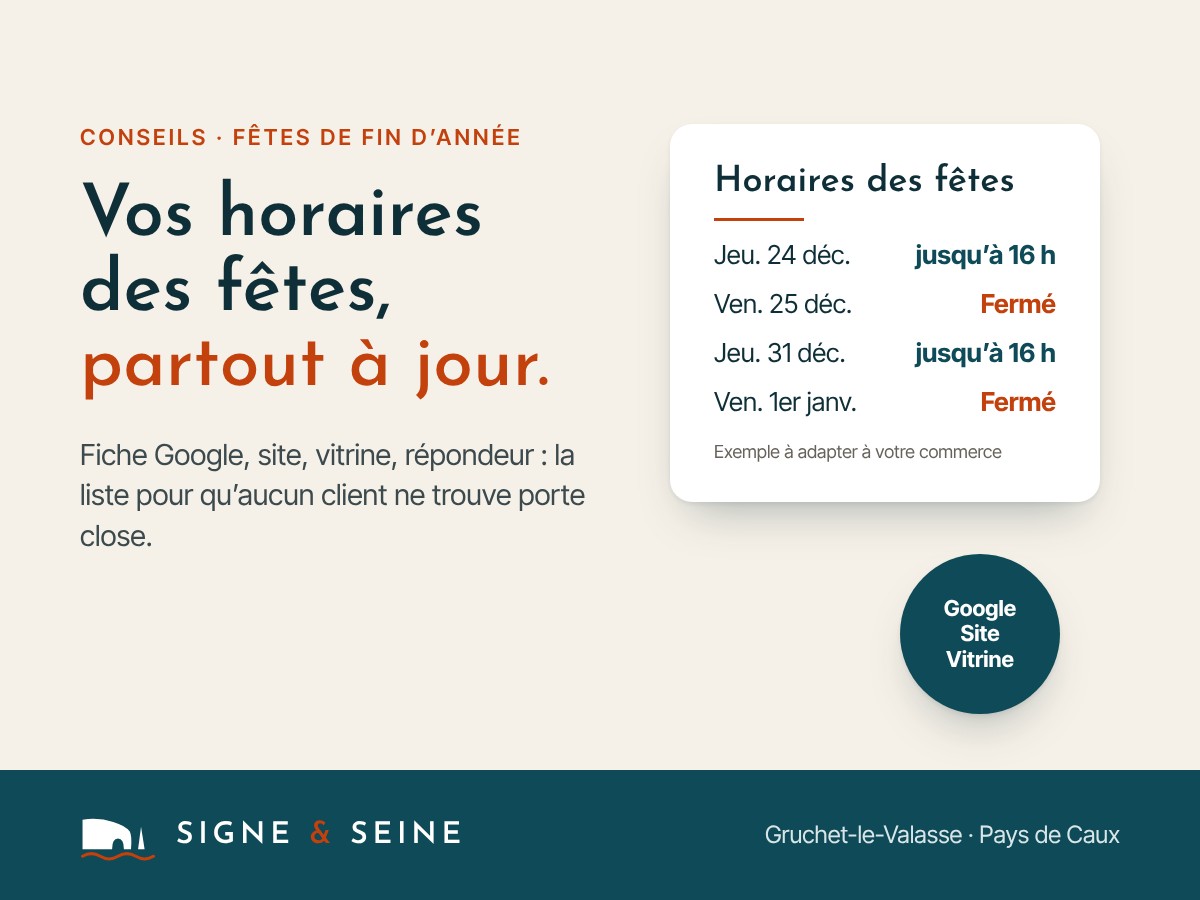 CONSEILS · FÊTES DE FIN D’ANNÉE
Vos horaires
des fêtes,
partout à jour.
Fiche Google, site, vitrine, répondeur : la
liste pour qu’aucun client ne trouve porte
close.
Horaires des fêtes
Jeu. 24 déc. jusqu’à 16 h
Ven. 25 déc. Fermé
Jeu. 31 déc. jusqu’à 16 h
Ven. 1er janv. Fermé
Exemple à adapter à votre commerce
Google
Site
Vitrine
SIGNE & SEINE
Gruchet-le-Valasse · Pays de Caux